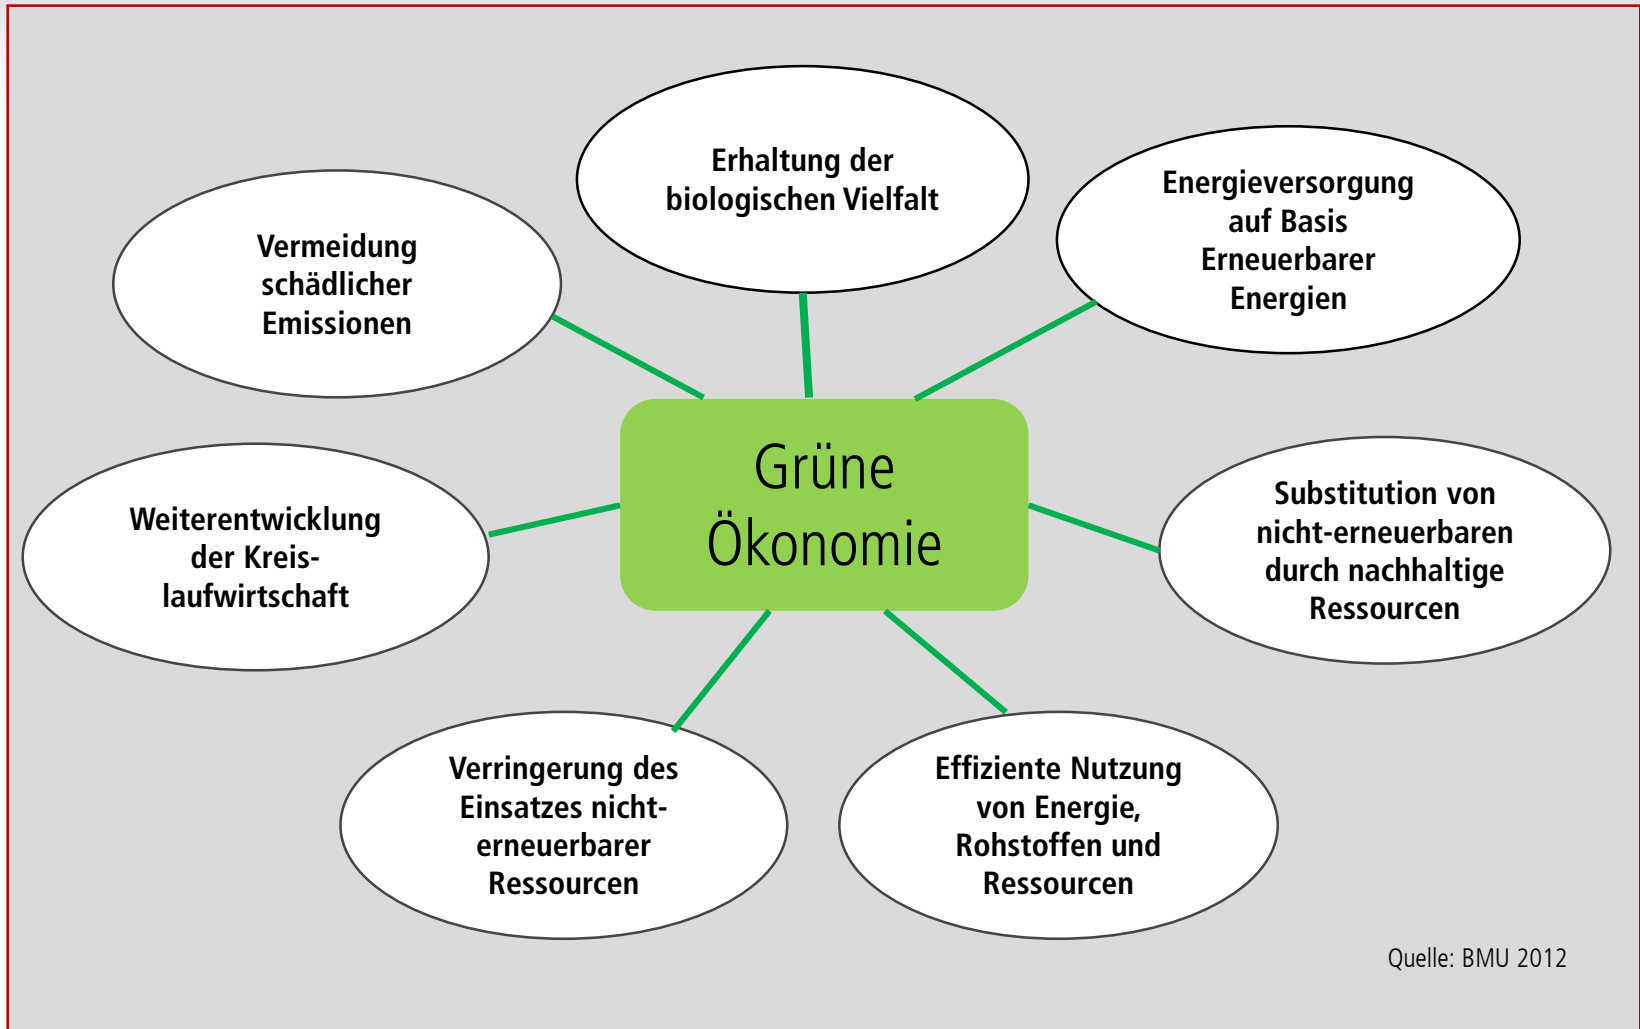 Erhaltung der
biologischen Vielfalt
Energieversorgung
auf Basis
Erneuerbarer
Energien
Vermeidung
schädlicher
Emissionen
Grüne
Ökonomie
Substitution von
nicht-erneuerbaren
durch nachhaltige
Ressourcen
Weiterentwicklung
der Kreis-
laufwirtschaft
Verringerung des
Einsatzes nicht-
erneuerbarer
Ressourcen
Effiziente Nutzung
von Energie,
Rohstoffen und
Ressourcen
Quelle: BMU 2012